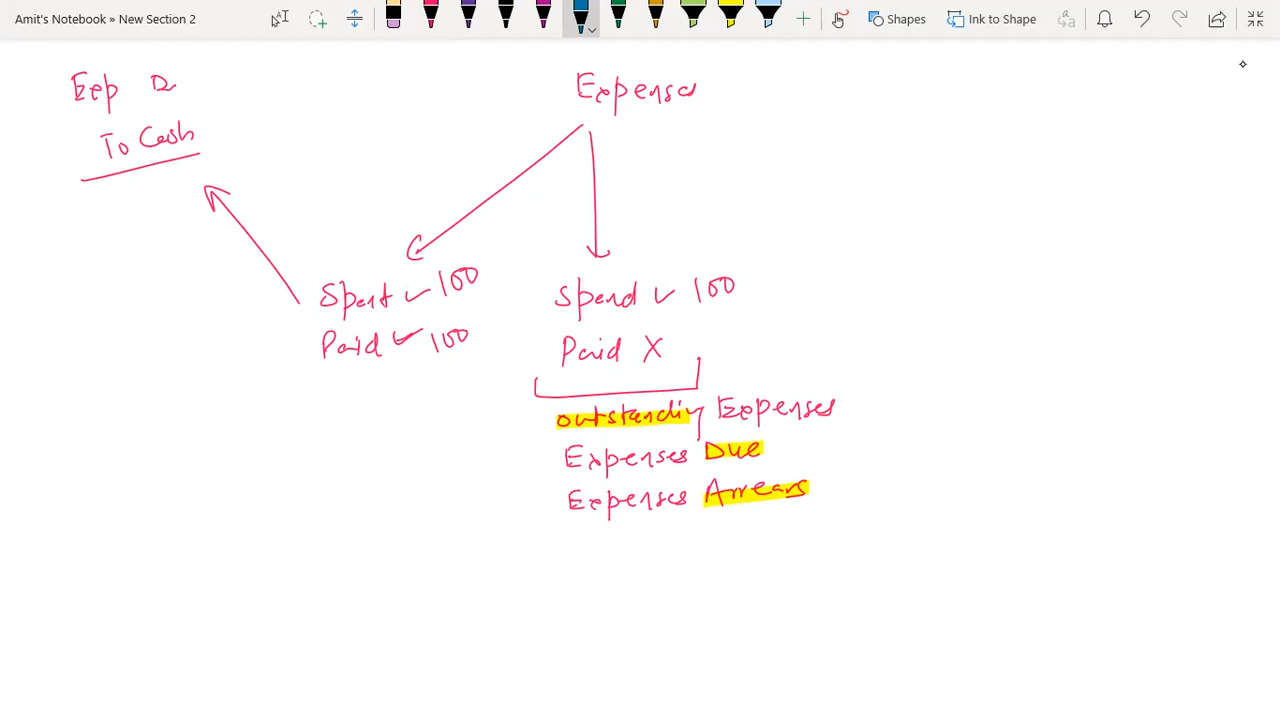 Amit's Notebook » New Section 2
Shapes
Ink to Shape
Exp Dr
To Cash
Expenses
Spent ✓ 100
Paid ✓ 100
Spend ✓ 100
Paid X
outstanding Expenses
Expenses Due
Expenses Arrears